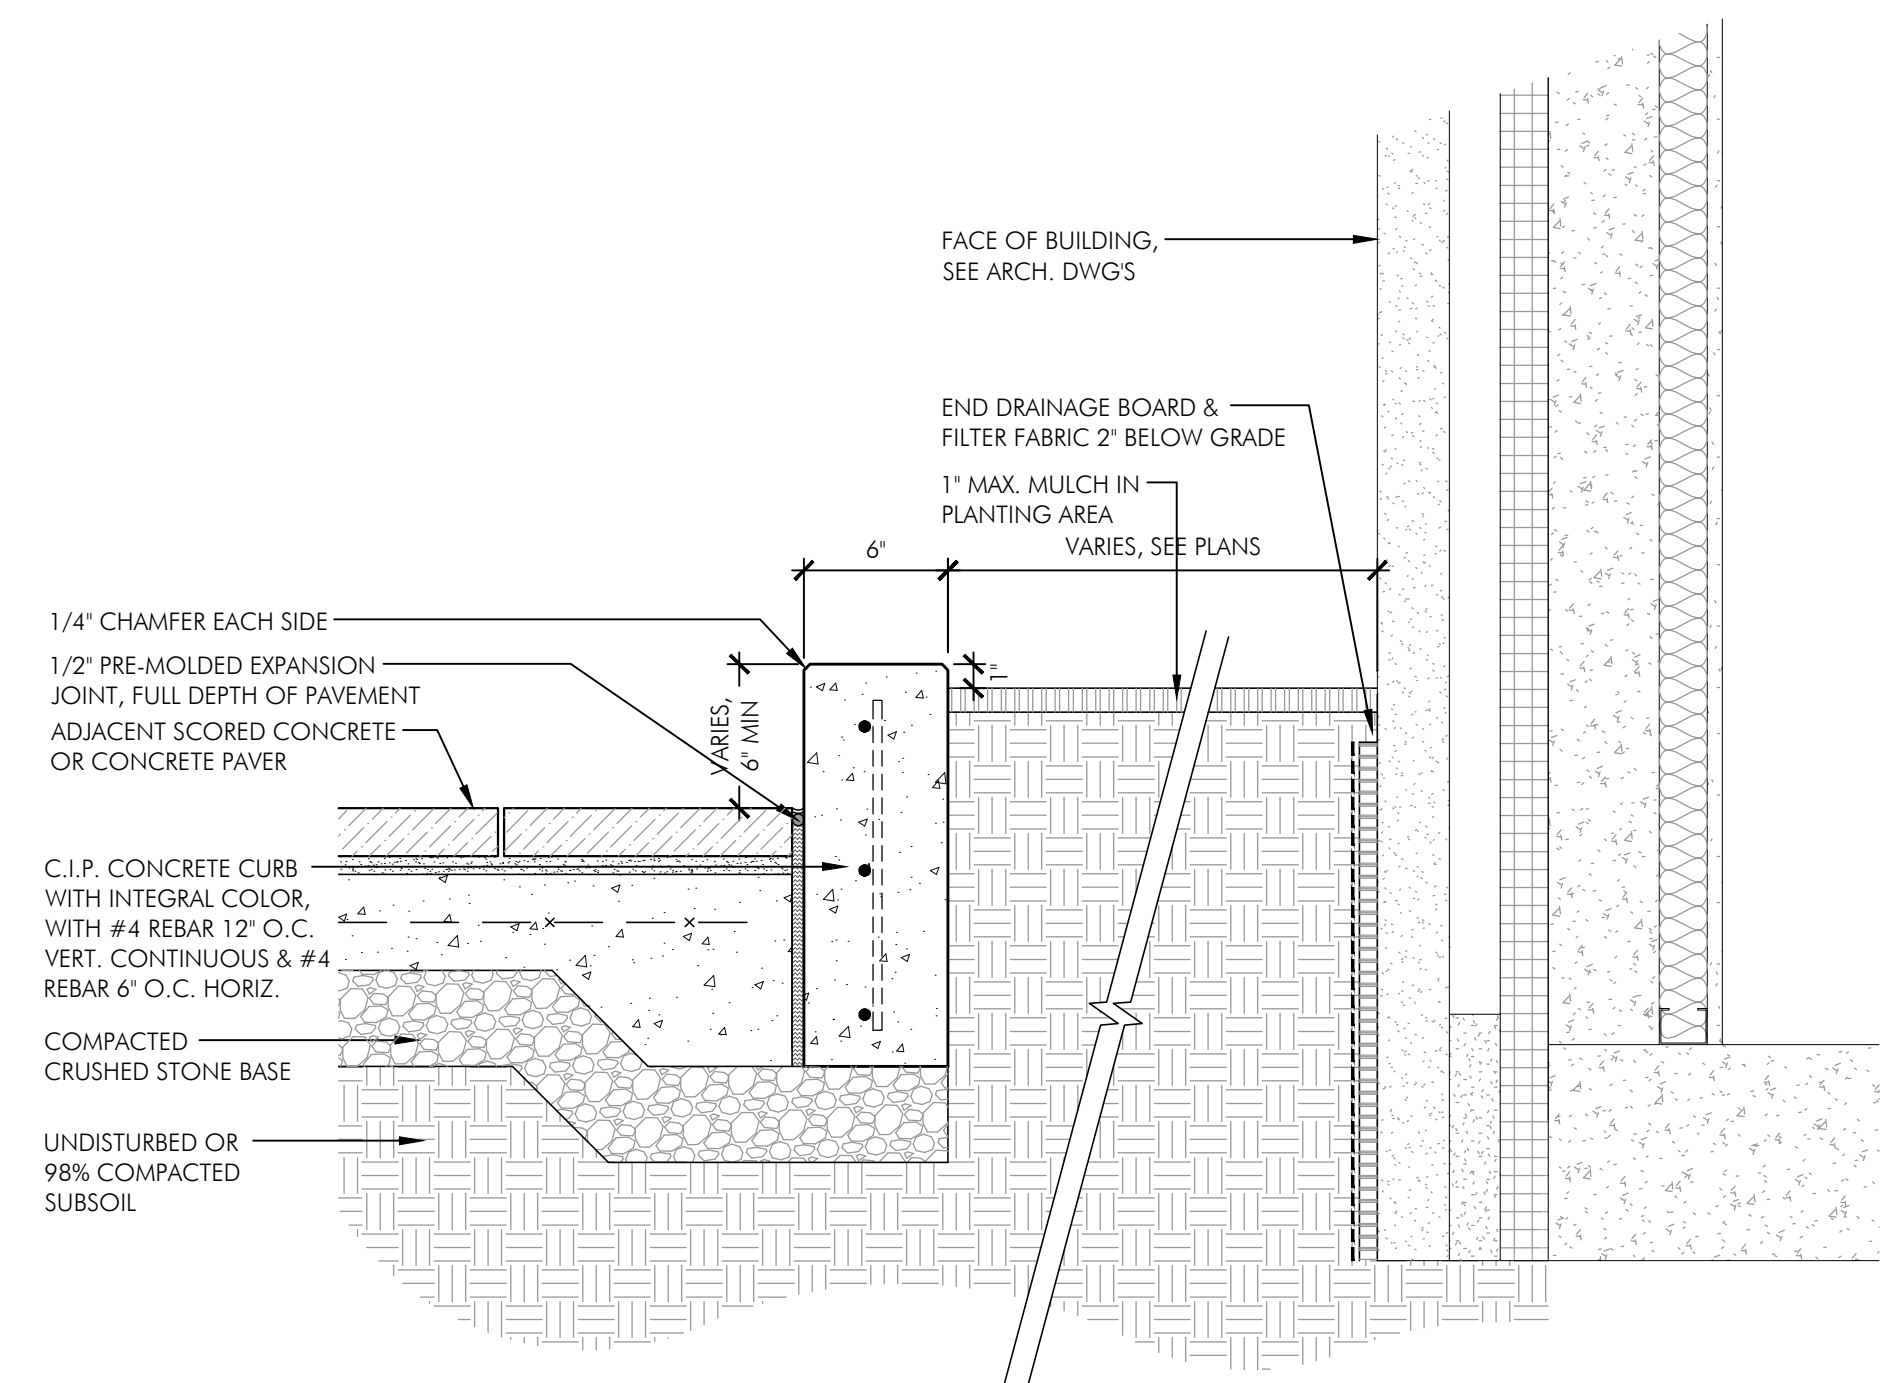 FACE OF BUILDING,
SEE ARCH. DWG'S
END DRAINAGE BOARD &
FILTER FABRIC 2" BELOW GRADE
1" MAX. MULCH IN
PLANTING AREA
6"
VARIES, SEE PLANS
1/4" CHAMFER EACH SIDE
1/2" PRE-MOLDED EXPANSION
JOINT, FULL DEPTH OF PAVEMENT
1"
VARIES,
6" MIN
ADJACENT SCORED CONCRETE
OR CONCRETE PAVER
C.I.P. CONCRETE CURB
WITH INTEGRAL COLOR,
WITH #4 REBAR 12" O.C.
VERT. CONTINUOUS & #4
REBAR 6" O.C. HORIZ.
COMPACTED
CRUSHED STONE BASE
UNDISTURBED OR
98% COMPACTED
SUBSOIL